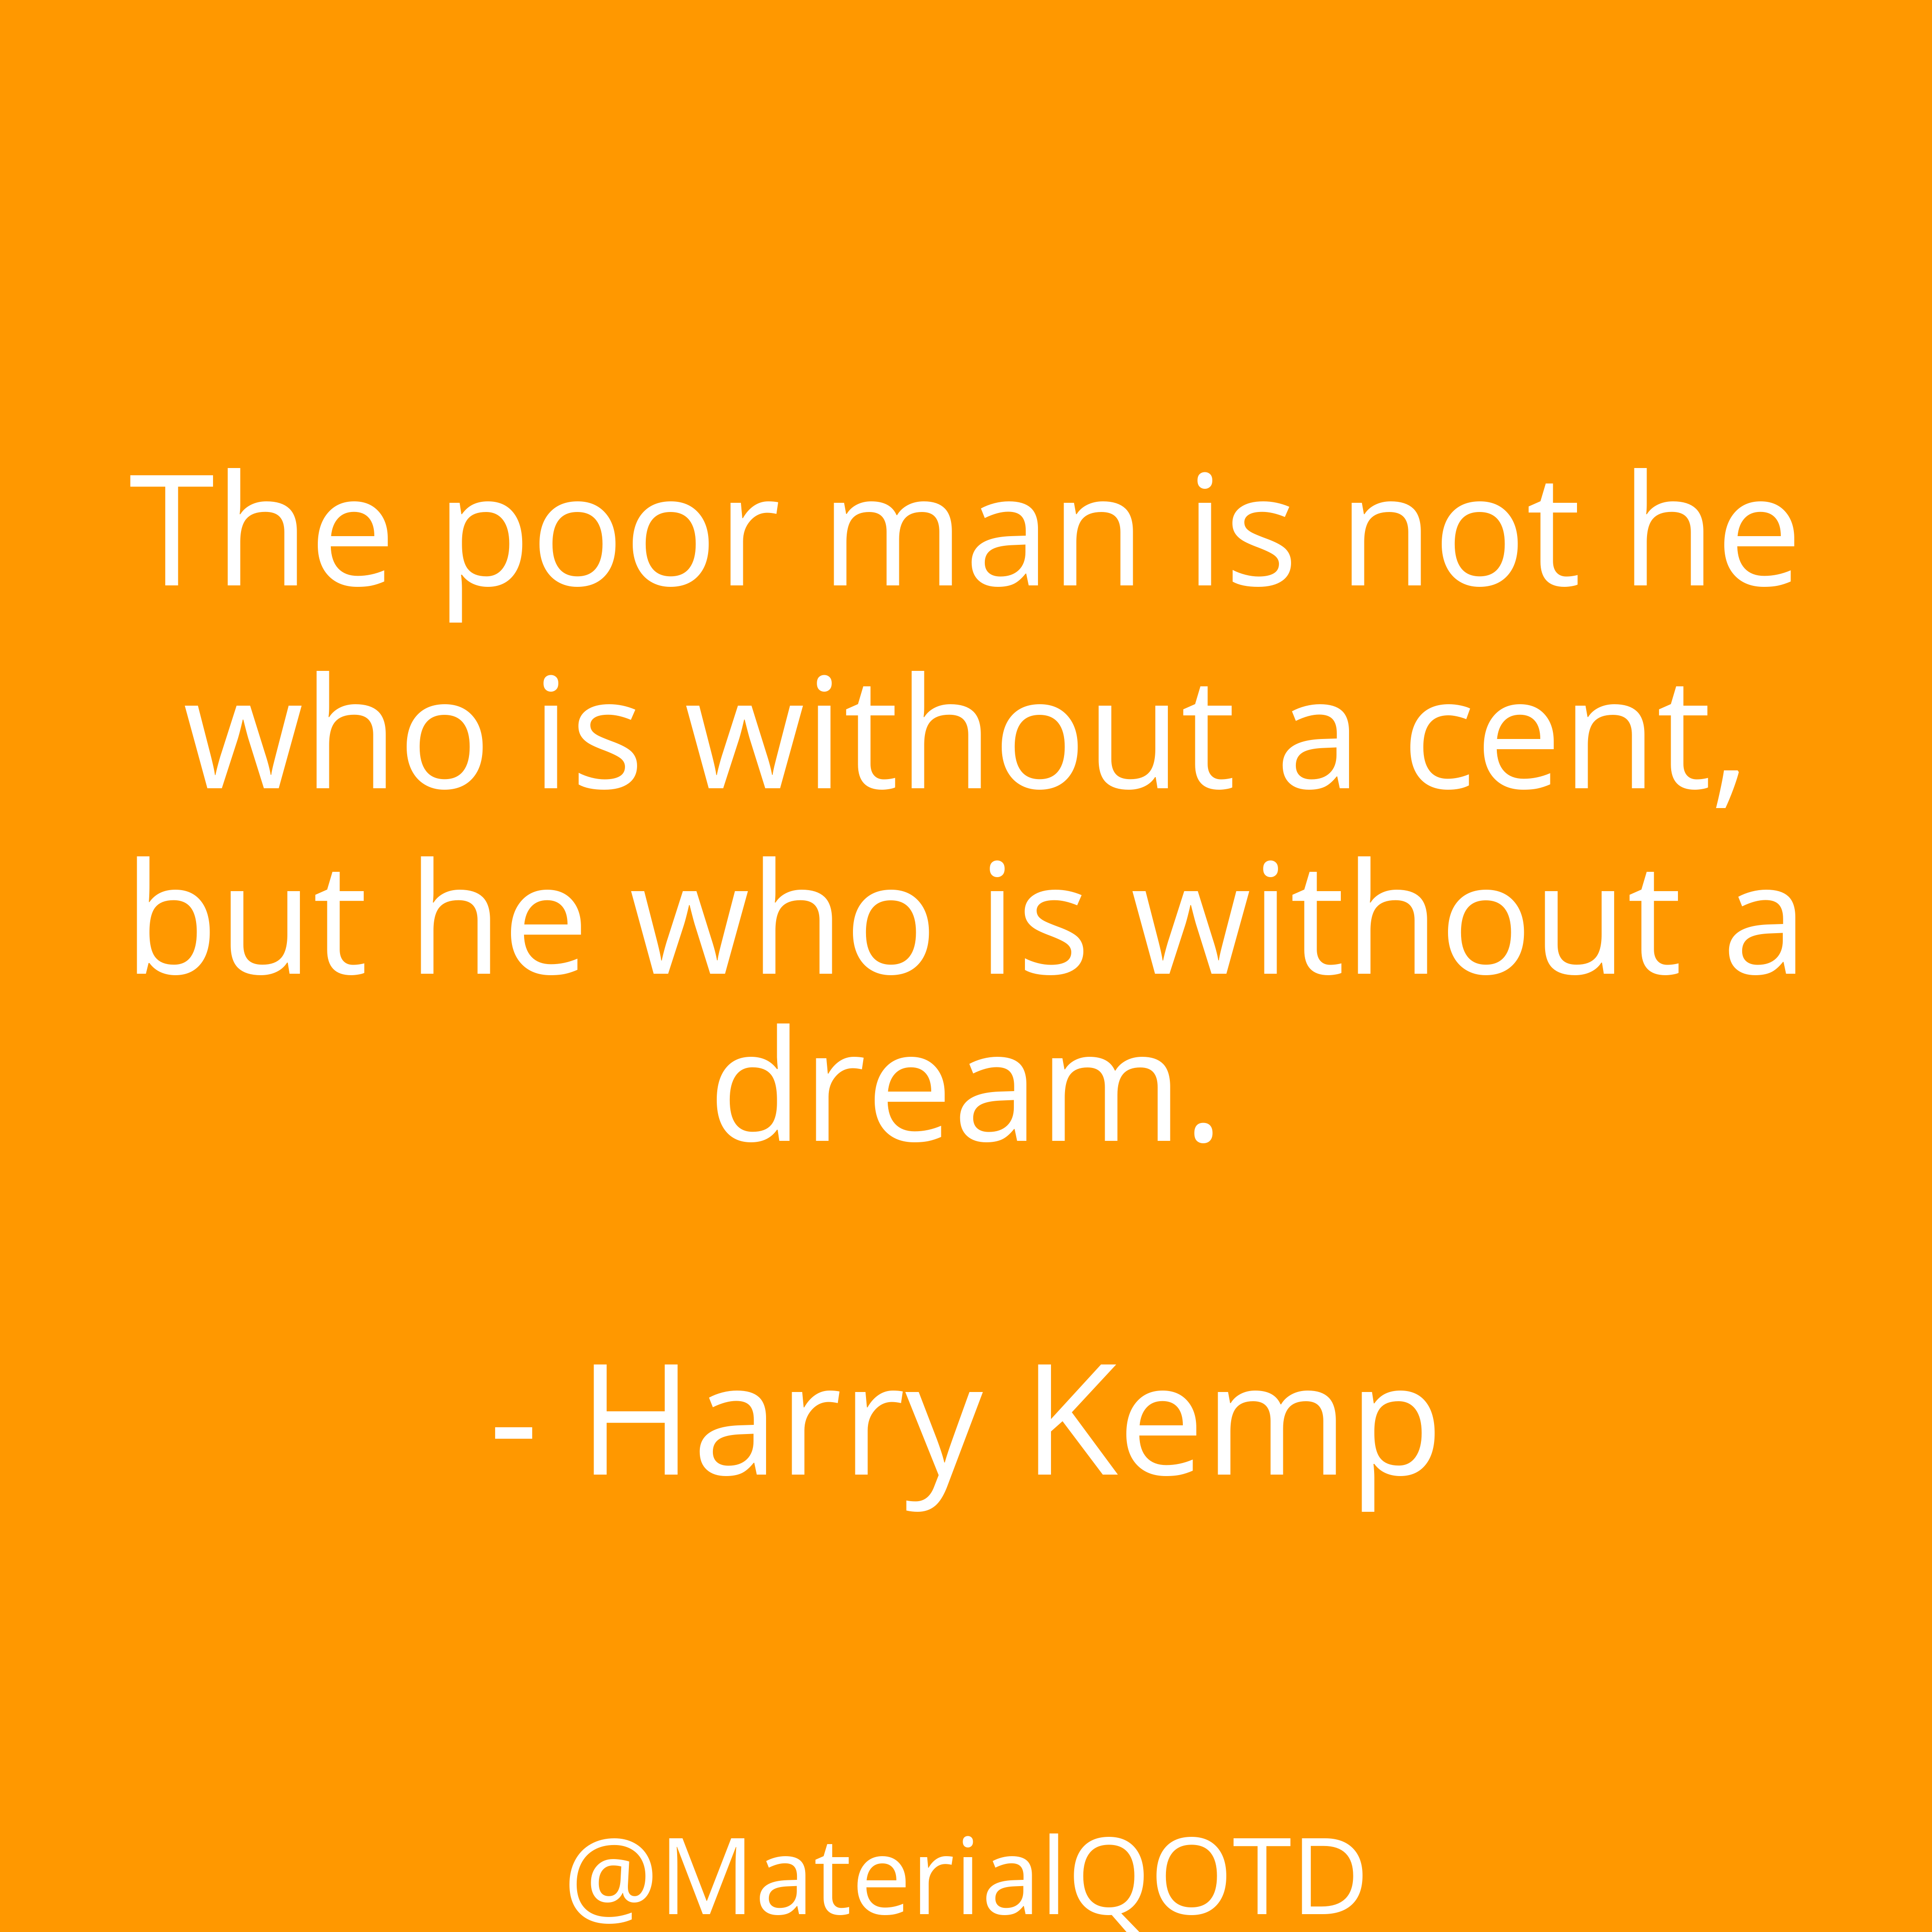 The poor man is not he
who is without a cent,
but he who is without a
dream.
- Harry Kemp
@MaterialQOTD